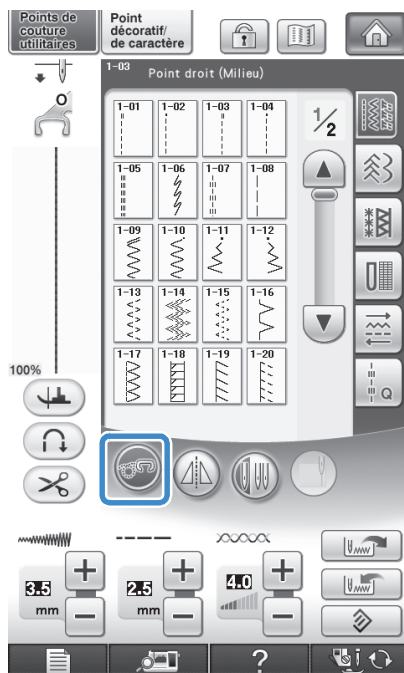 Points de
couture
utilitaires
Point
décoratif/
de caractère
1-03
Point droit (Milieu)
1-01 1-02 1-03 1-04
1/2
1-05 1-06 1-07 1-08
1-09 1-10 1-11 1-12
1-13 1-14 1-15 1-16
1-17 1-18 1-19 1-20
100%
Q
3.5 2.5 4.0
mm mm
?